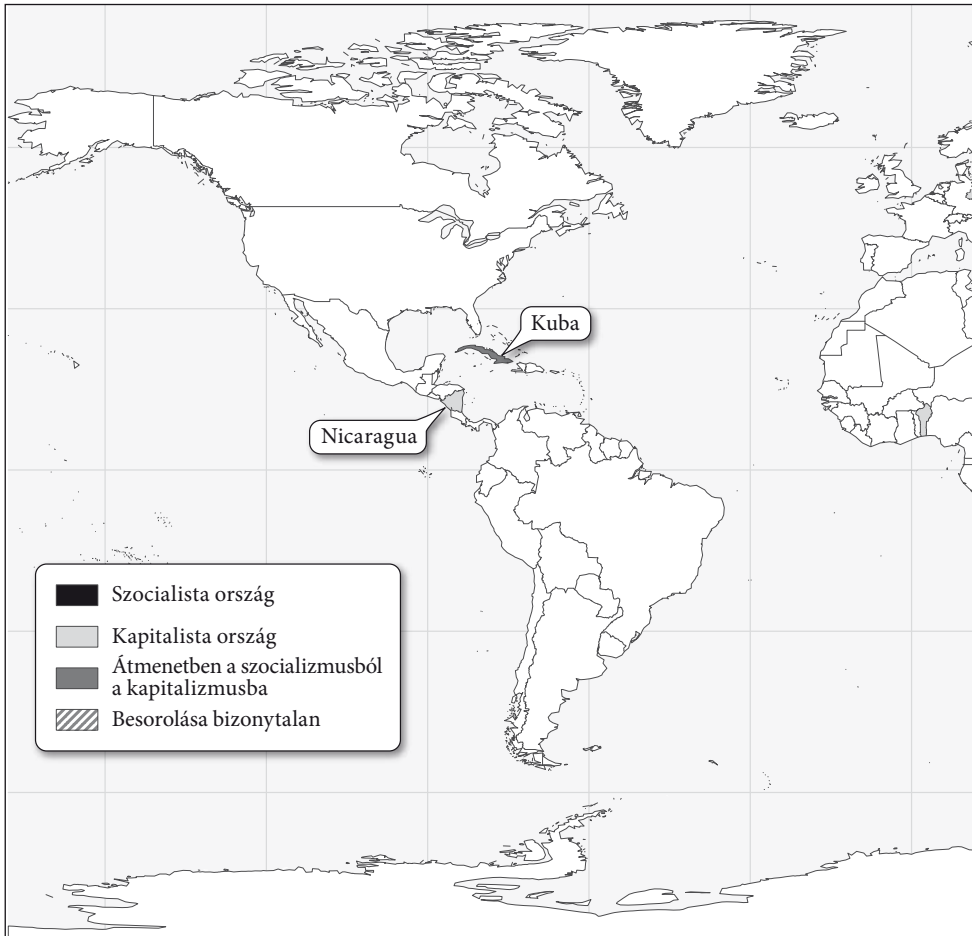 Kuba
Nicaragua
Szocialista ország
Kapitalista ország
Átmenetben a szocializmusból
a kapitalizmusba
Besorolása bizonytalan